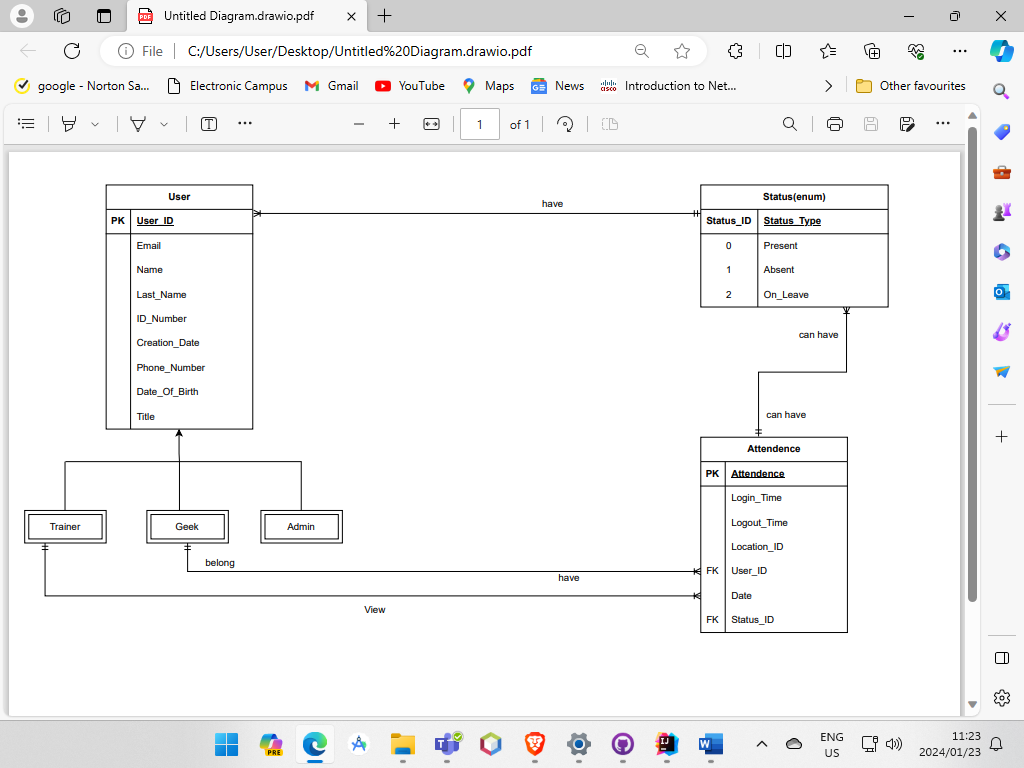 Untitled Diagram.drawio.pdf
File
C:/Users/User/Desktop/Untitled%20Diagram.drawio.pdf
google - Norton Sa...
Electronic Campus
Gmail
YouTube
Maps
News
Introduction to Net...
Other favourites
1 of 1
User
PK User_ID
Email
Name
Last_Name
ID_Number
Creation_Date
Phone_Number
Date_Of_Birth
Title
have
Status(enum)
Status_ID Status_Type
0 Present
1 Absent
2 On_Leave
can have
can have
Attendence
PK Attendence
Login_Time
Logout_Time
Location_ID
FK User_ID
Date
FK Status_ID
Trainer
Geek
Admin
belong
have
View
PRE
ENG
US
11:23
2024/01/23